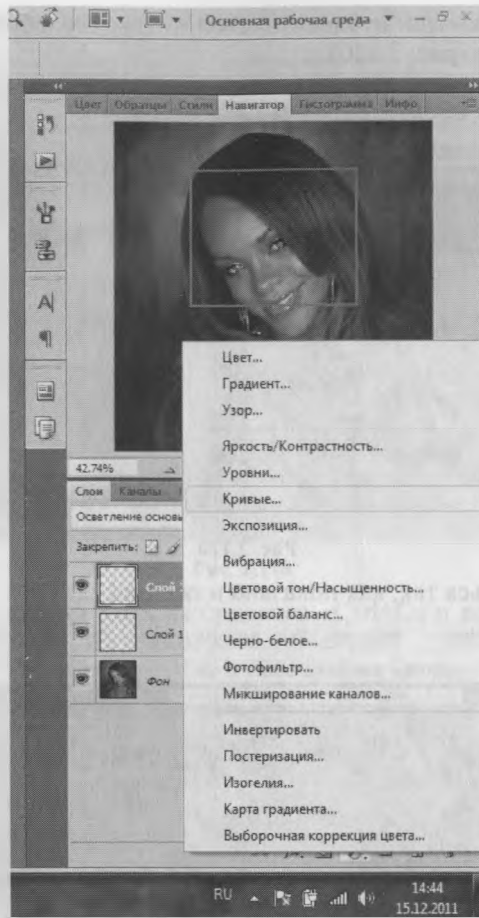 Основная рабочая среда
Цвет Образцы Стили Навигатор Гистограмма Инфо
42.74%
Слои Каналы
Осветление основы
Закрепить:
Слой
Слой 1
Фон
Цвет...
Градиент...
Узор...
Яркость/Контрастность...
Уровни...
Кривые...
Экспозиция...
Вибрация...
Цветовой тон/Насыщенность...
Цветовой баланс...
Черно-белое...
Фотофильтр...
Микширование каналов...
Инвертировать
Постеризация...
Изогелия...
Карта градиента...
Выборочная коррекция цвета...
RU 14:44
15.12.2011